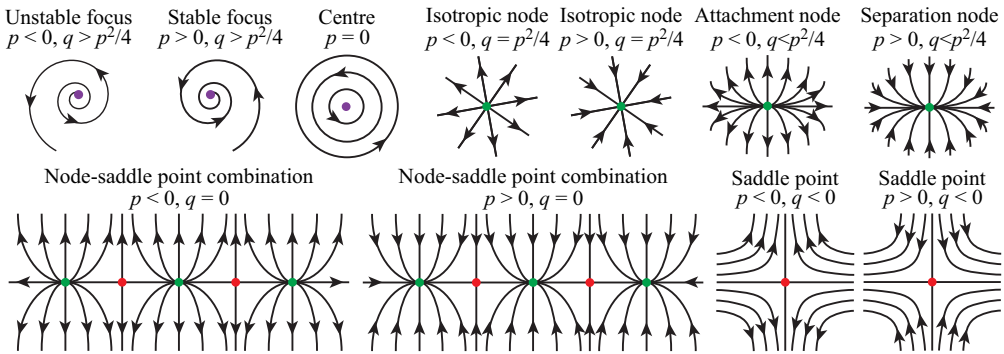 Unstable focus
p < 0, q > p²/4
Stable focus
p > 0, q > p²/4
Centre
p = 0
Isotropic node
p < 0, q = p²/4
Isotropic node
p > 0, q = p²/4
Attachment node
p < 0, q<p²/4
Separation node
p > 0, q<p²/4
Node-saddle point combination
p < 0, q = 0
Node-saddle point combination
p > 0, q = 0
Saddle point
p < 0, q < 0
Saddle point
p > 0, q < 0